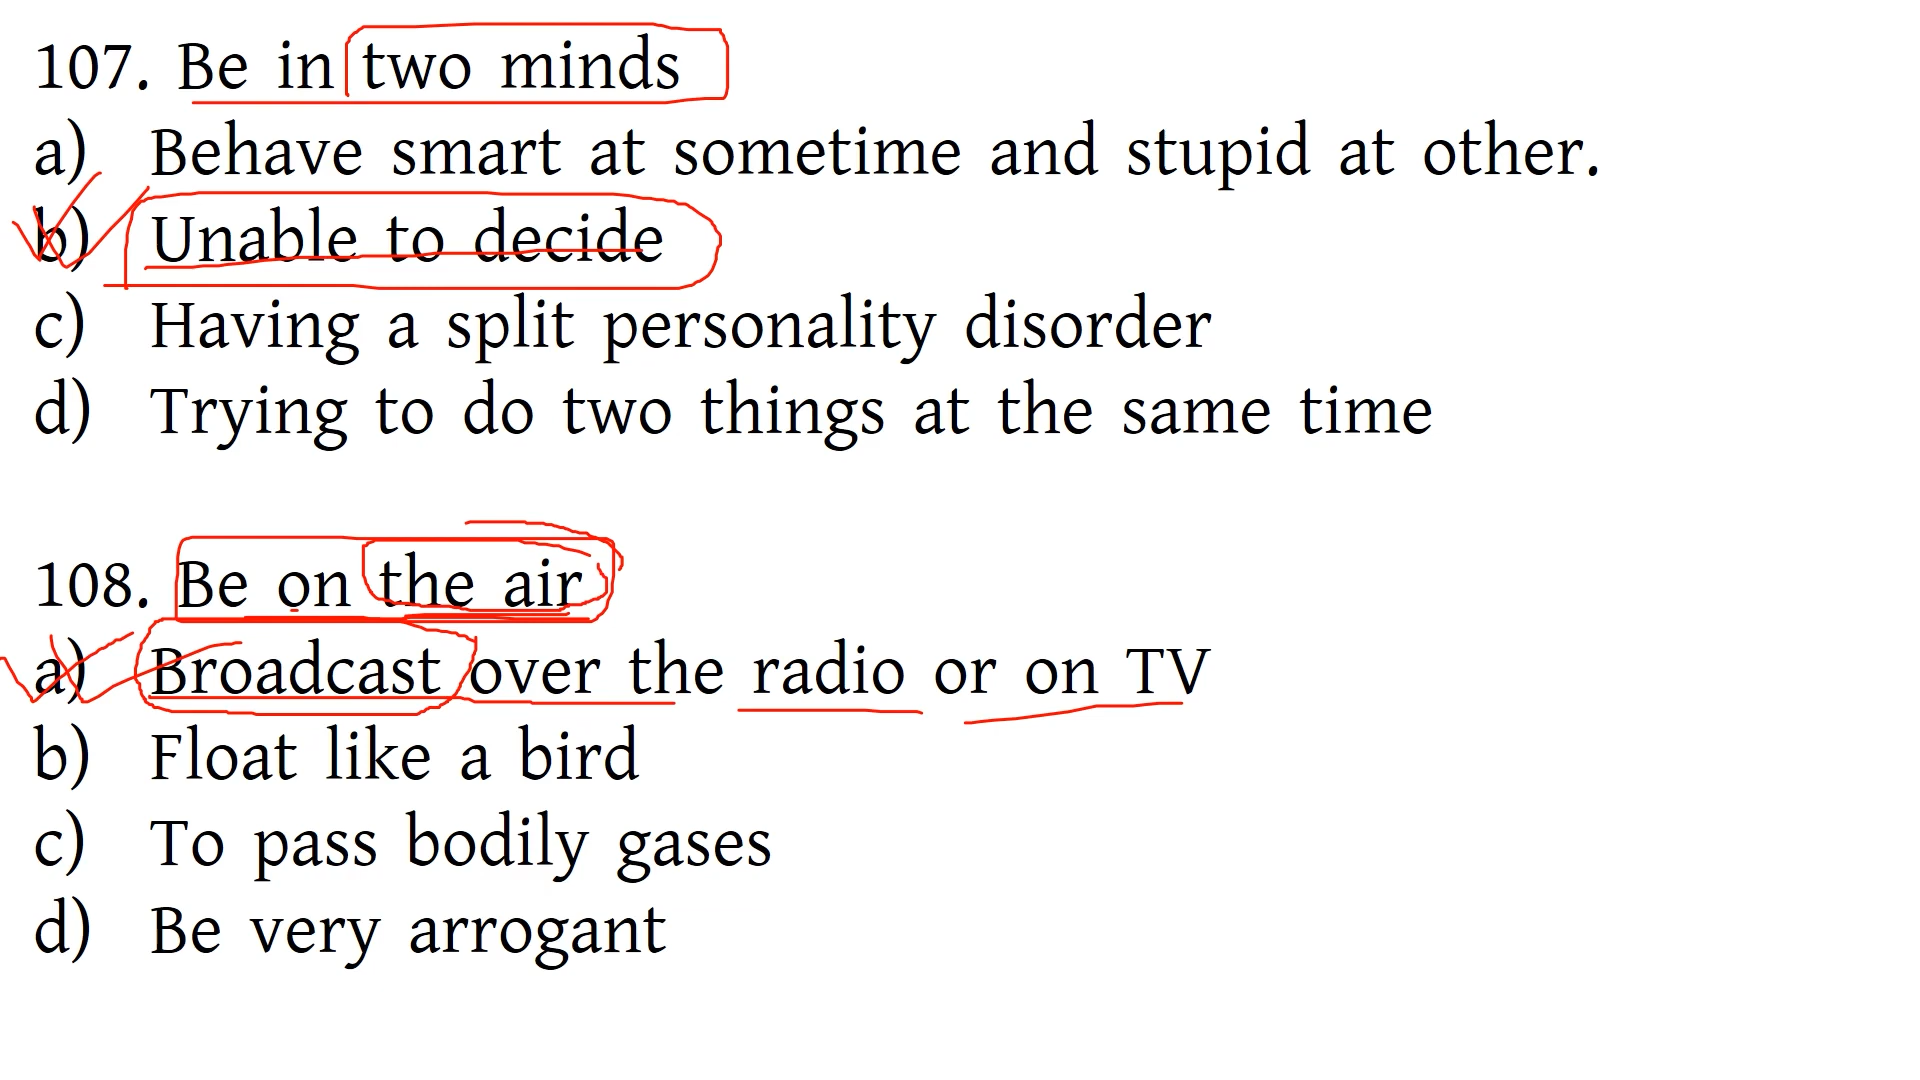 107. Be in two minds
a) Behave smart at sometime and stupid at other.
b) Unable to decide
c) Having a split personality disorder
d) Trying to do two things at the same time
108. Be on the air
a) Broadcast over the radio or on TV
b) Float like a bird
c) To pass bodily gases
d) Be very arrogant